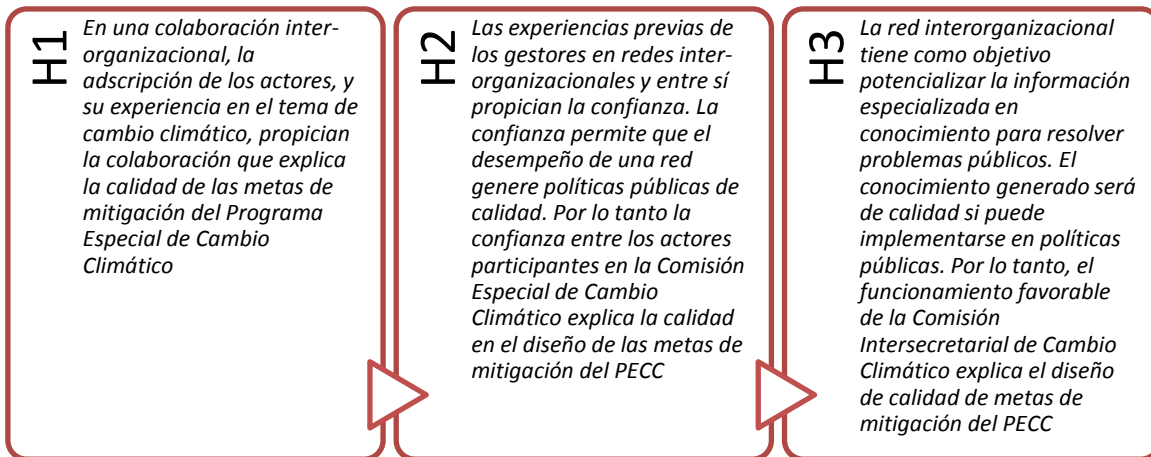 H1
En una colaboración inter-
organizacional, la
adscripción de los actores, y
su experiencia en el tema de
cambio climático, propician
la colaboración que explica
la calidad de las metas de
mitigación del Programa
Especial de Cambio
Climático
H2
Las experiencias previas de
los gestores en redes inter-
organizacionales y entre sí
propician la confianza. La
confianza permite que el
desempeño de una red
genere políticas públicas de
calidad. Por lo tanto la
confianza entre los actores
participantes en la Comisión
Especial de Cambio
Climático explica la calidad
en el diseño de las metas de
mitigación del PECC
H3
La red interorganizacional
tiene como objetivo
potencializar la información
especializada en
conocimiento para resolver
problemas públicos. El
conocimiento generado será
de calidad si puede
implementarse en políticas
públicas. Por lo tanto, el
funcionamiento favorable
de la Comisión
Intersecretarial de Cambio
Climático explica el diseño
de calidad de metas de
mitigación del PECC